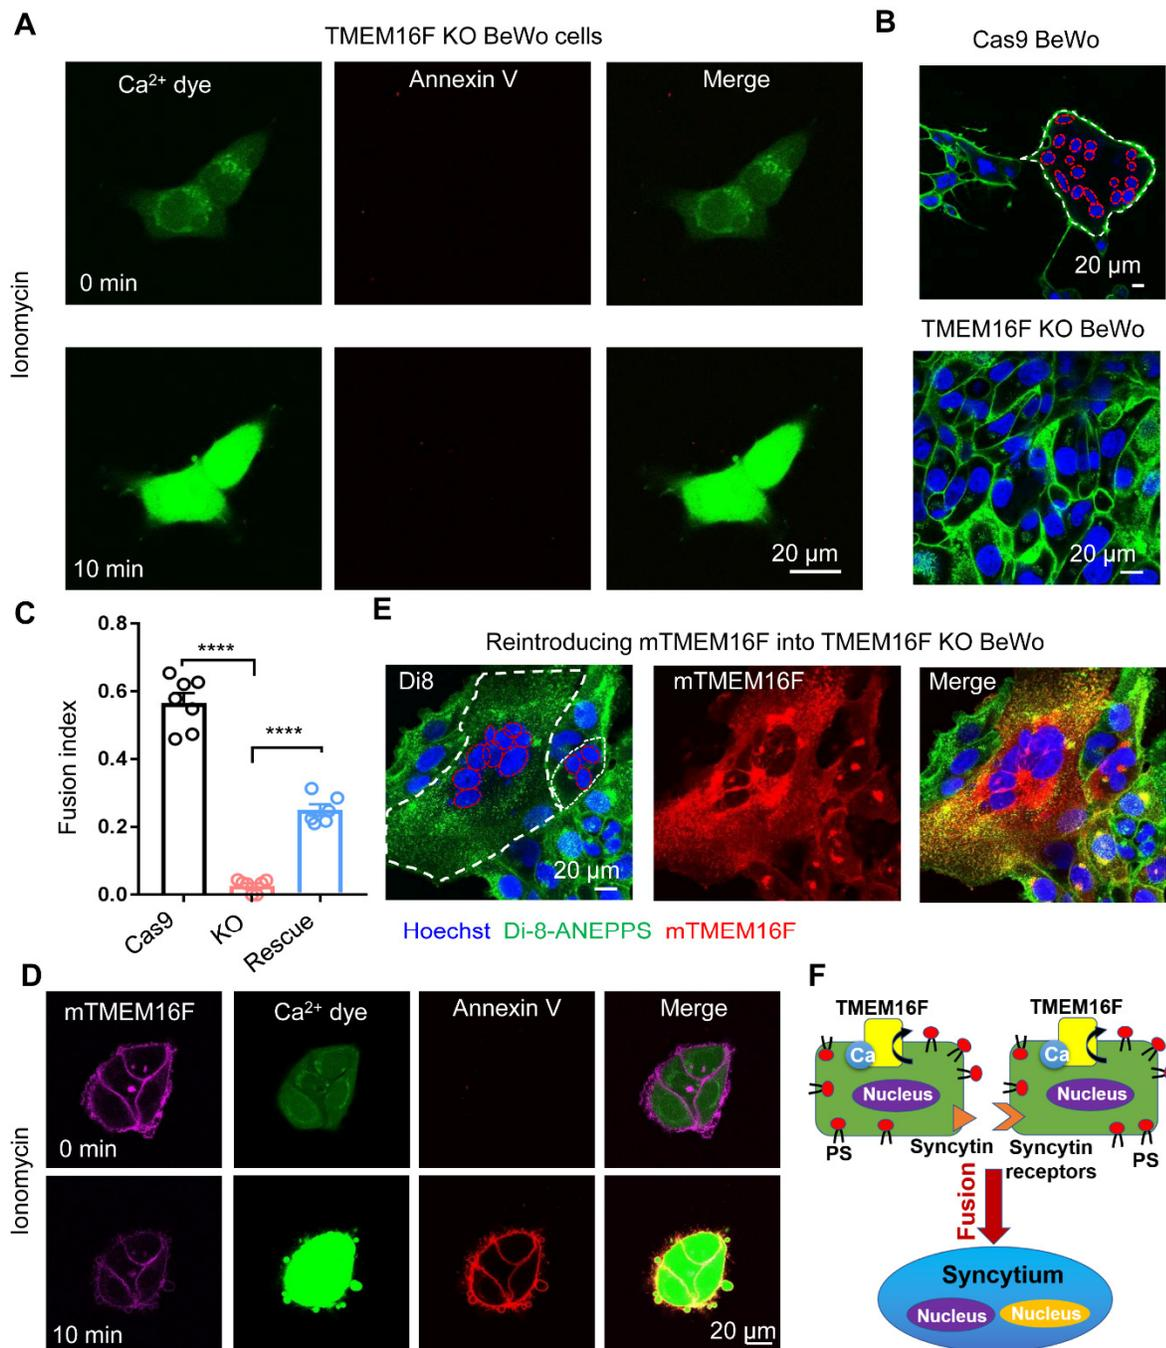 A
TMEM16F KO BeWo cells
Ca²⁺ dye
Annexin V
Merge
0 min
Ionomycin
10 min
20 µm
B
Cas9 BeWo
20 µm
TMEM16F KO BeWo
20 µm
C
0.8
0.6
0.4
0.2
0.0
Fusion index
****
****
Cas9
KO
Rescue
E
Reintroducing mTMEM16F into TMEM16F KO BeWo
Di8
mTMEM16F
Merge
20 µm
Hoechst Di-8-ANEPPS mTMEM16F
D
mTMEM16F
Ca²⁺ dye
Annexin V
Merge
0 min
Ionomycin
10 min
20 µm
F
TMEM16F
TMEM16F
Ca
Ca
Nucleus
Nucleus
PS
Syncytin
Syncytin
receptors
PS
Fusion
Syncytium
Nucleus
Nucleus